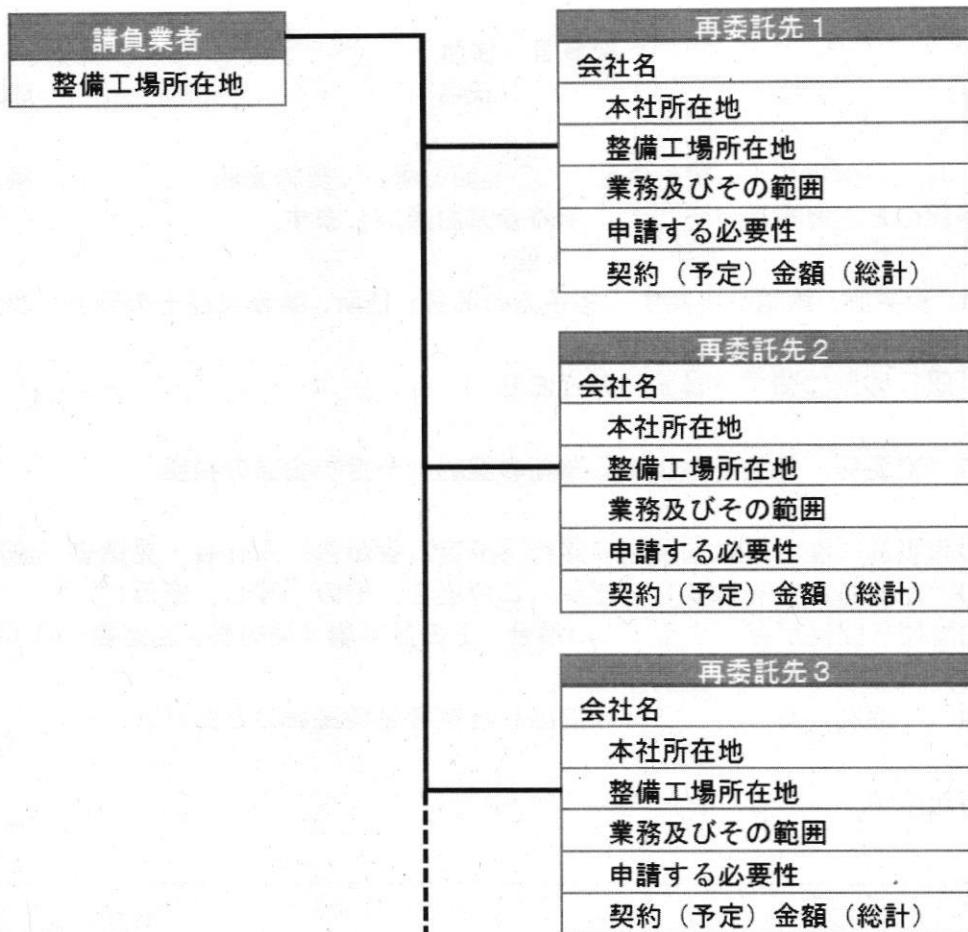 請負業者
整備工場所在地
再委託先1
会社名
本社所在地
整備工場所在地
業務及びその範囲
申請する必要性
契約（予定）金額（総計）
再委託先2
会社名
本社所在地
整備工場所在地
業務及びその範囲
申請する必要性
契約（予定）金額（総計）
再委託先3
会社名
本社所在地
整備工場所在地
業務及びその範囲
申請する必要性
契約（予定）金額（総計）